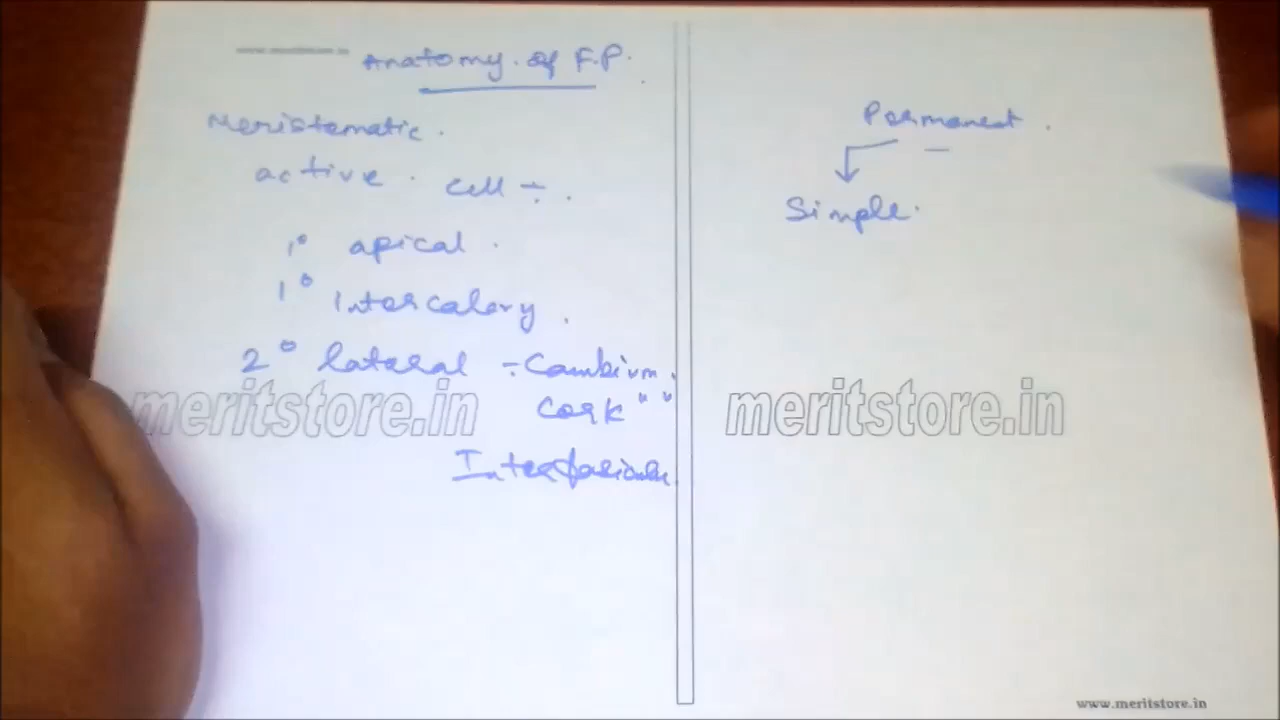 Anatomy of F.P.
Meristematic.
active. Cell ÷.
1° apical.
1° Intercalary.
2° lateral ÷ Cambium.
Cork " "
Interfasicular
Permanent.
Simple.
meritstore.in
meritstore.in
www.meritstore.in